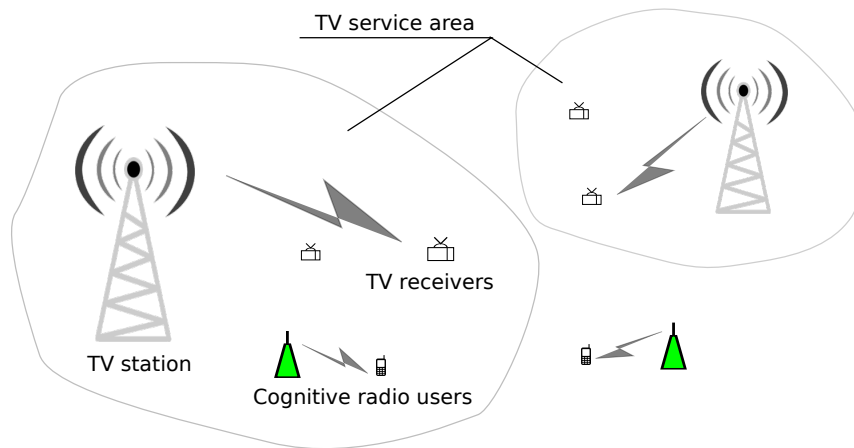 TV service area
TV receivers
TV station
Cognitive radio users